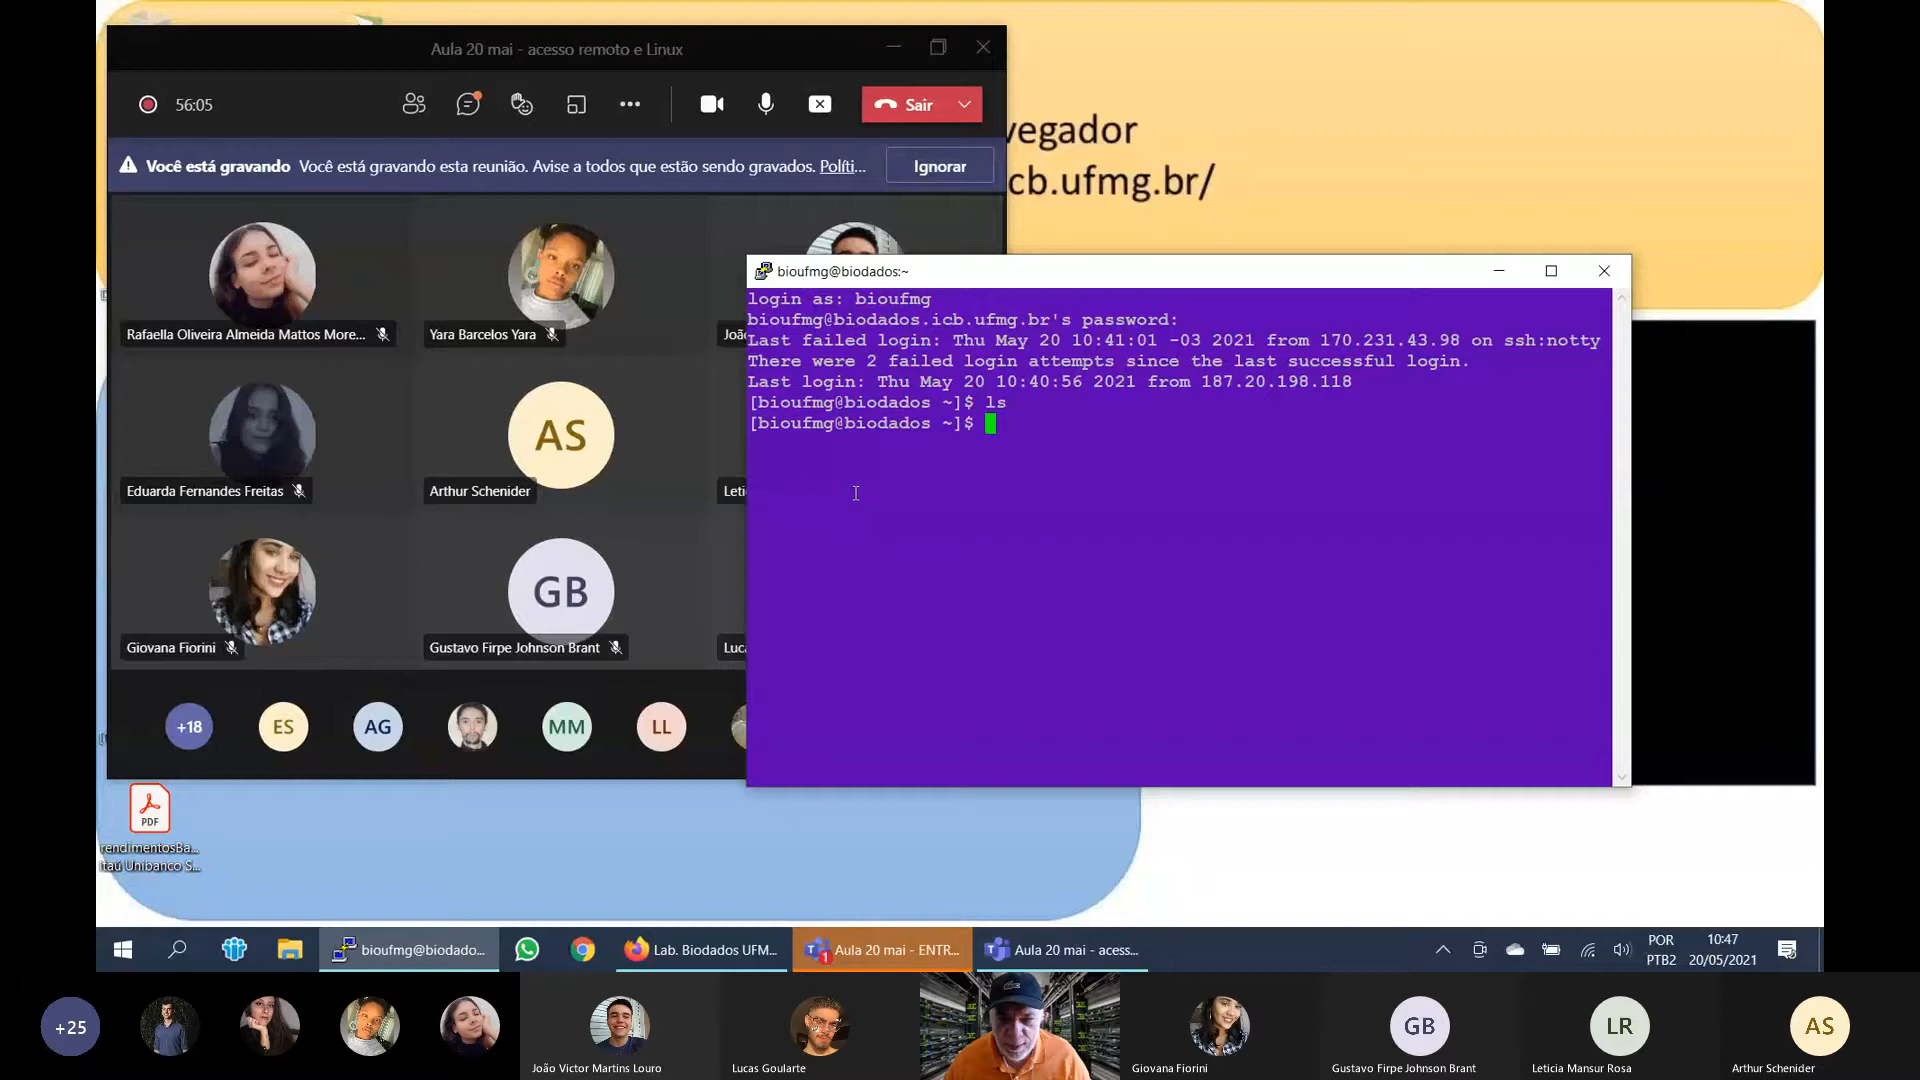 Aula 20 mai - acesso remoto e Linux
56:05
Sair
Você está gravando Você está gravando esta reunião. Avise a todos que estão sendo gravados. Políti...
Ignorar
vegador
cb.ufmg.br/
Rafaella Oliveira Almeida Mattos More...
Yara Barcelos Yara
João
Eduarda Fernandes Freitas
AS
Arthur Schenider
Leti
Giovana Fiorini
GB
Gustavo Firpe Johnson Brant
Luca
+18
ES
AG
MM
LL
bioufmg@biodados:~
login as: bioufmg
bioufmg@biodados.icb.ufmg.br's password:
Last failed login: Thu May 20 10:41:01 -03 2021 from 170.231.43.98 on ssh:notty
There were 2 failed login attempts since the last successful login.
Last login: Thu May 20 10:40:56 2021 from 187.20.198.118
[bioufmg@biodados ~]$ ls
[bioufmg@biodados ~]$
PDF
rendimentosBa...
Itaú Unibanco S...
bioufmg@biodado...
Lab. Biodados UFM...
1
Aula 20 mai - ENTR...
Aula 20 mai - acess...
POR
PTB2
10:47
20/05/2021
+25
João Victor Martins Louro
Lucas Goularte
Giovana Fiorini
GB
Gustavo Firpe Johnson Brant
LR
Leticia Mansur Rosa
AS
Arthur Schenider